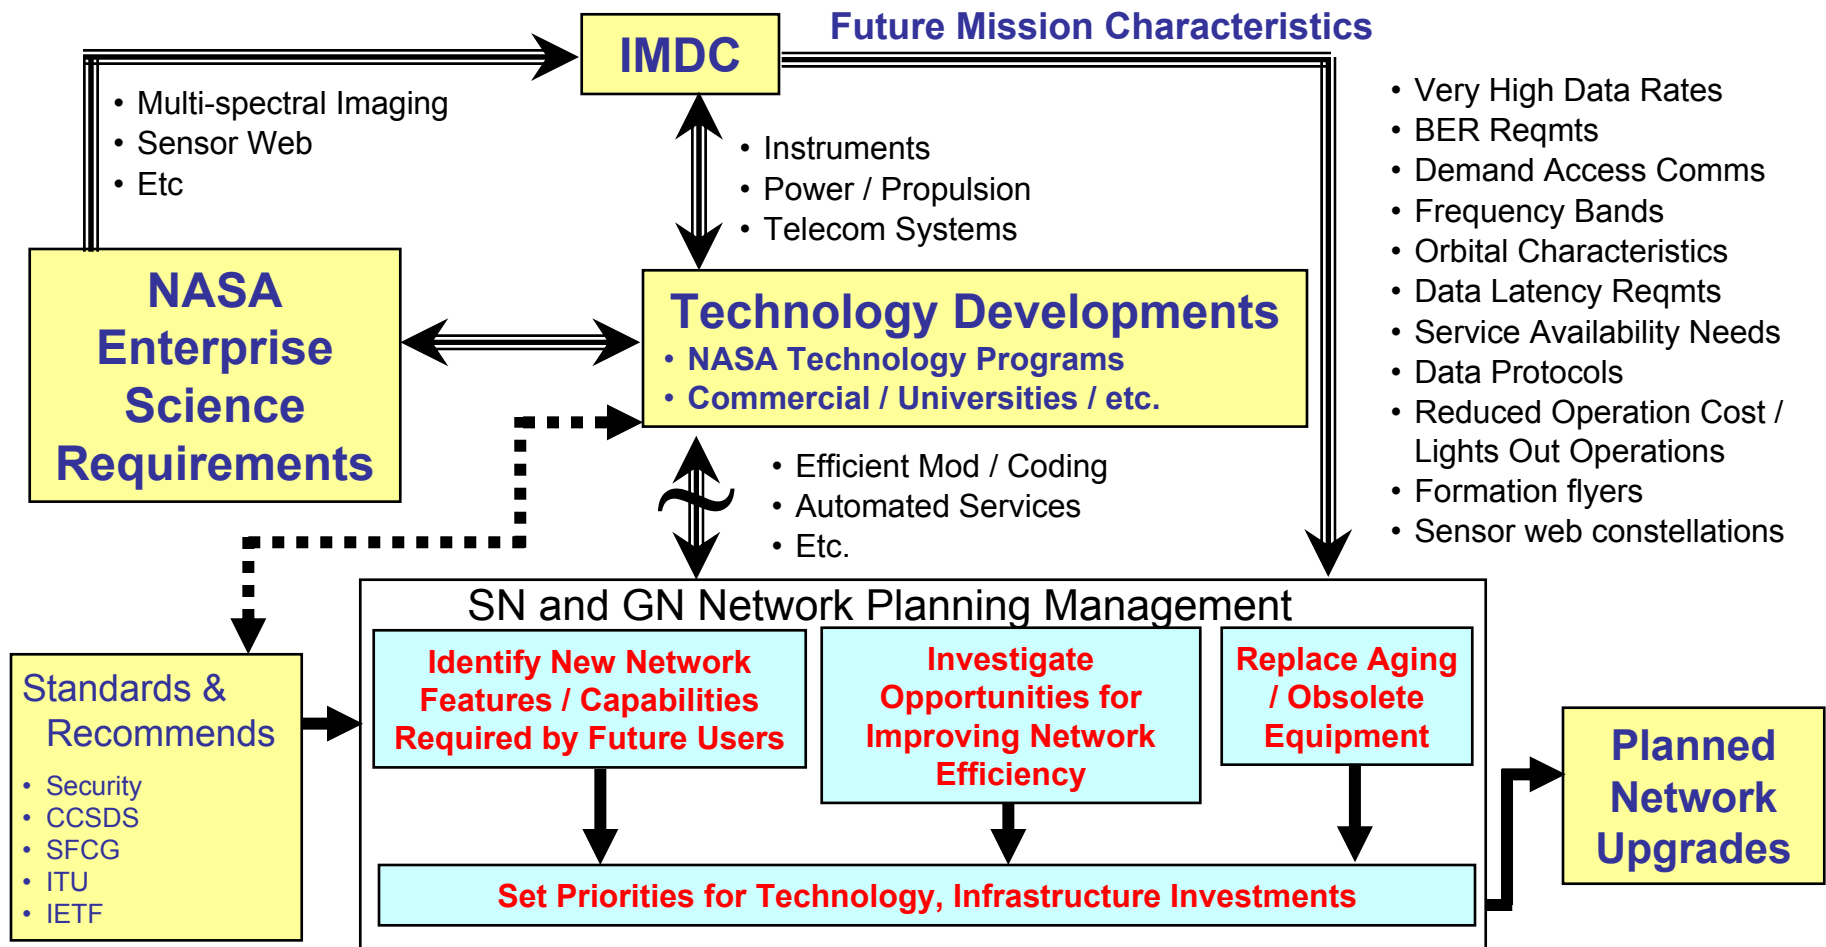 Future Mission Characteristics
IMDC
• Multi-spectral Imaging
• Sensor Web
• Etc
• Instruments
• Power / Propulsion
• Telecom Systems
• Very High Data Rates
• BER Reqmts
• Demand Access Comms
• Frequency Bands
• Orbital Characteristics
• Data Latency Reqmts
• Service Availability Needs
• Data Protocols
• Reduced Operation Cost /
Lights Out Operations
• Formation flyers
• Sensor web constellations
NASA
Enterprise
Science
Requirements
Technology Developments
• NASA Technology Programs
• Commercial / Universities / etc.
• Efficient Mod / Coding
• Automated Services
• Etc.
SN and GN Network Planning Management
Identify New Network
Features / Capabilities
Required by Future Users
Investigate
Opportunities for
Improving Network
Efficiency
Replace Aging
/ Obsolete
Equipment
Standards &
Recommends
• Security
• CCSDS
• SFCG
• ITU
• IETF
Set Priorities for Technology, Infrastructure Investments
Planned
Network
Upgrades